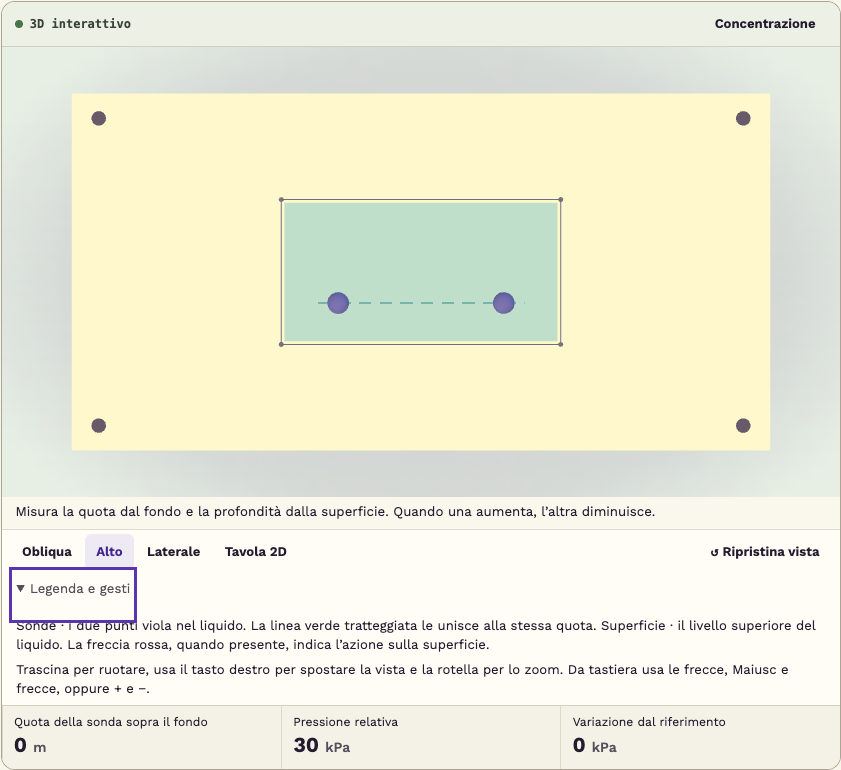 3D interattivo
Concentrazione
Misura la quota dal fondo e la profondità dalla superficie. Quando una aumenta, l’altra diminuisce.
Obliqua Alto Laterale Tavola 2D
↺ Ripristina vista
▼ Legenda e gesti
Sonde · i due punti viola nel liquido. La linea verde tratteggiata le unisce alla stessa quota. Superficie · il livello superiore del
liquido. La freccia rossa, quando presente, indica l’azione sulla superficie.
Trascina per ruotare, usa il tasto destro per spostare la vista e la rotella per lo zoom. Da tastiera usa le frecce, Maiusc e
frecce, oppure + e −.
Quota della sonda sopra il fondo
0 m
Pressione relativa
30 kPa
Variazione dal riferimento
0 kPa